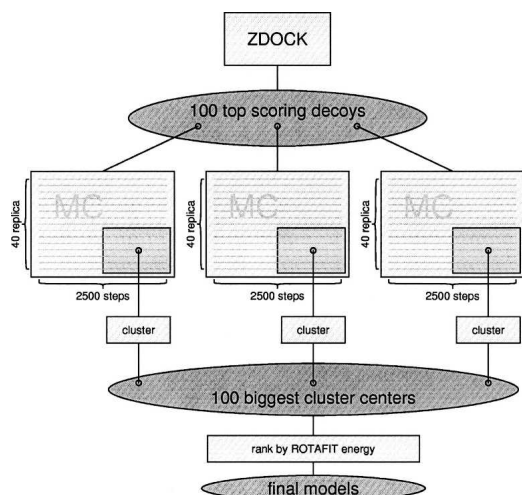 ZDOCK
100 top scoring decoys
40 replica
MC
2500 steps
40 replica
MC
2500 steps
40 replica
MC
2500 steps
cluster
cluster
cluster
100 biggest cluster centers
rank by ROTAFIT energy
final models